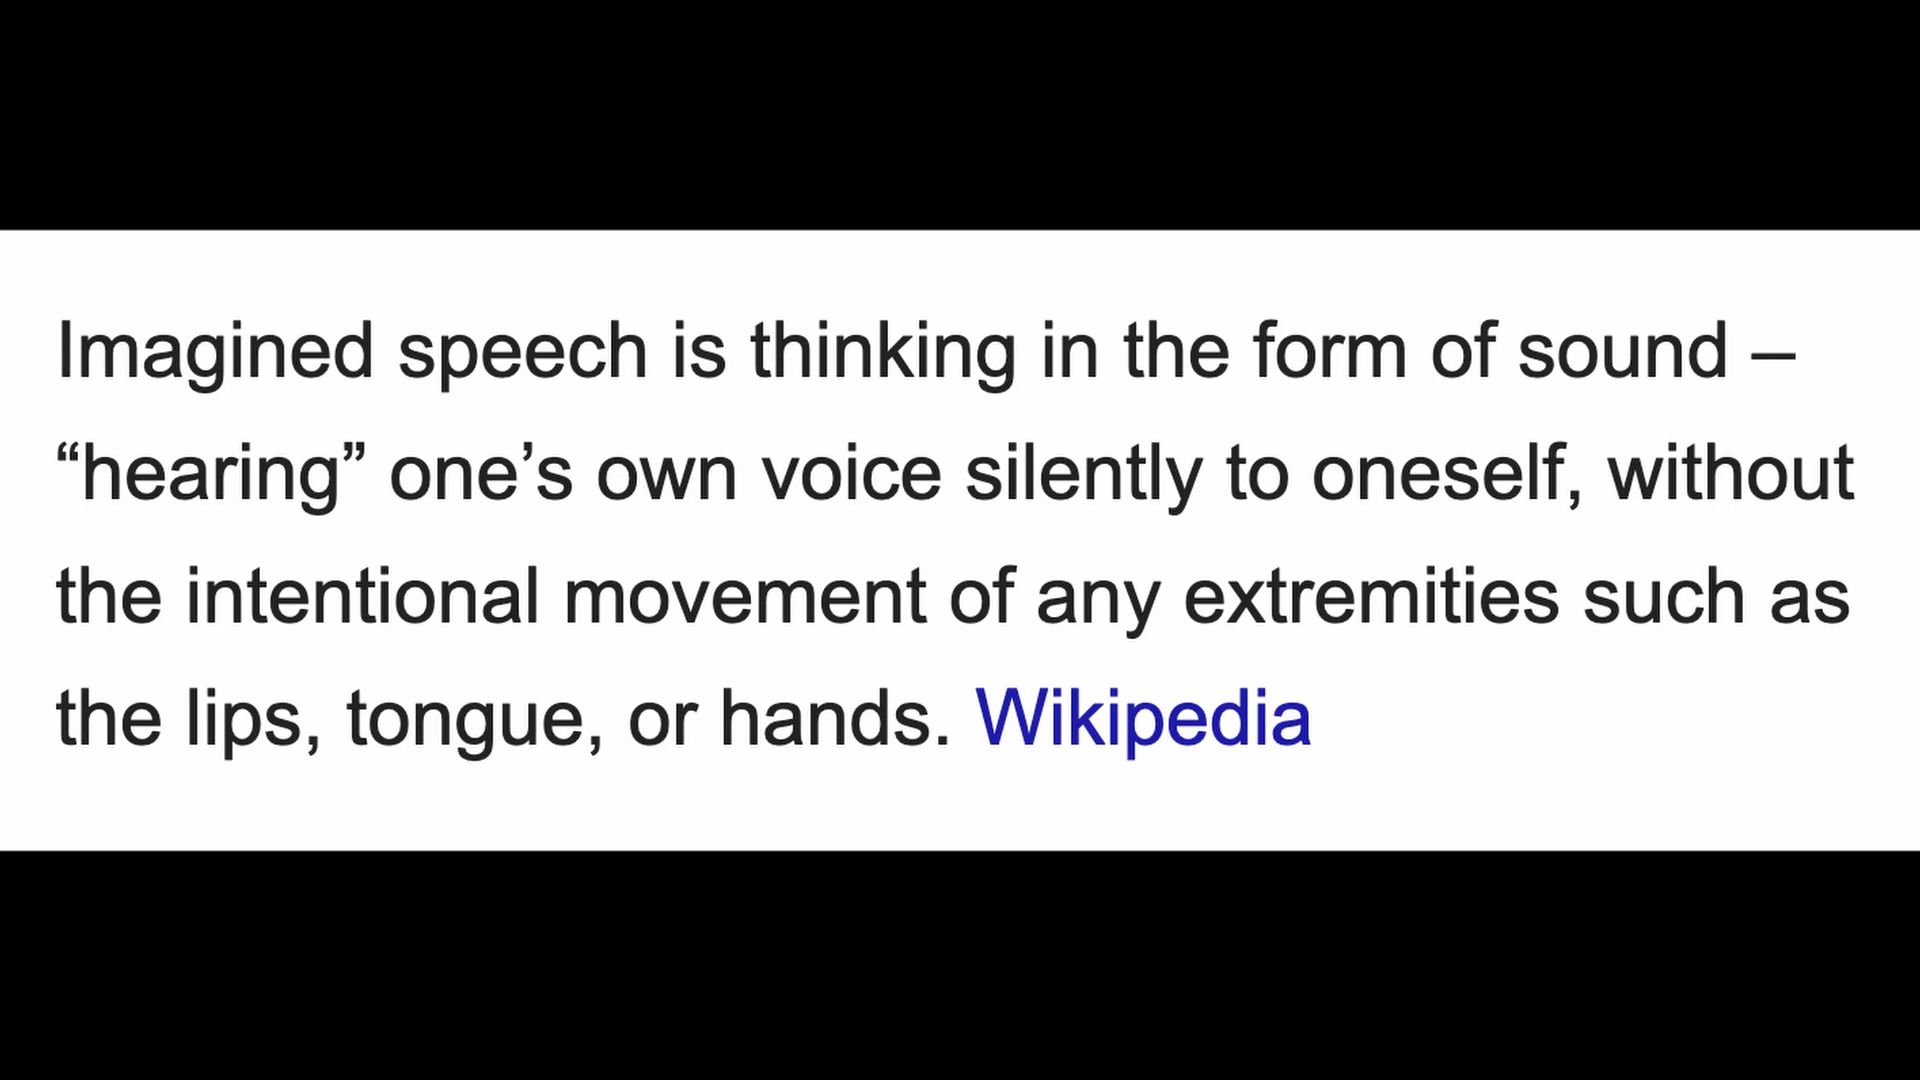 Imagined speech is thinking in the form of sound –
“hearing” one’s own voice silently to oneself, without
the intentional movement of any extremities such as
the lips, tongue, or hands. Wikipedia